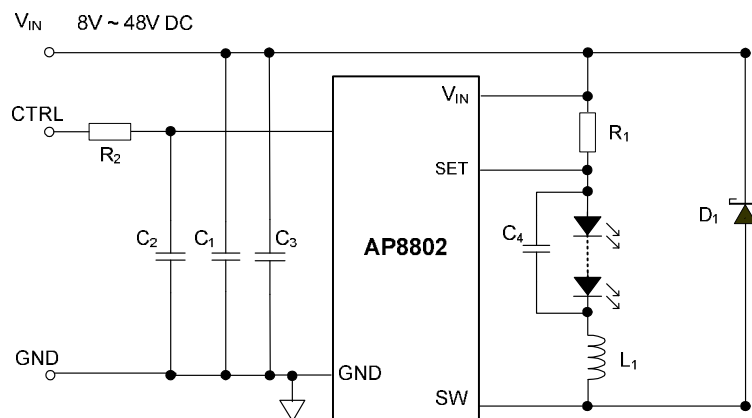 VIN 8V ~ 48V DC
VIN
CTRL
R1
R2
SET
D1
C4
C2 C1 C3
AP8802
GND
GND
L1
SW